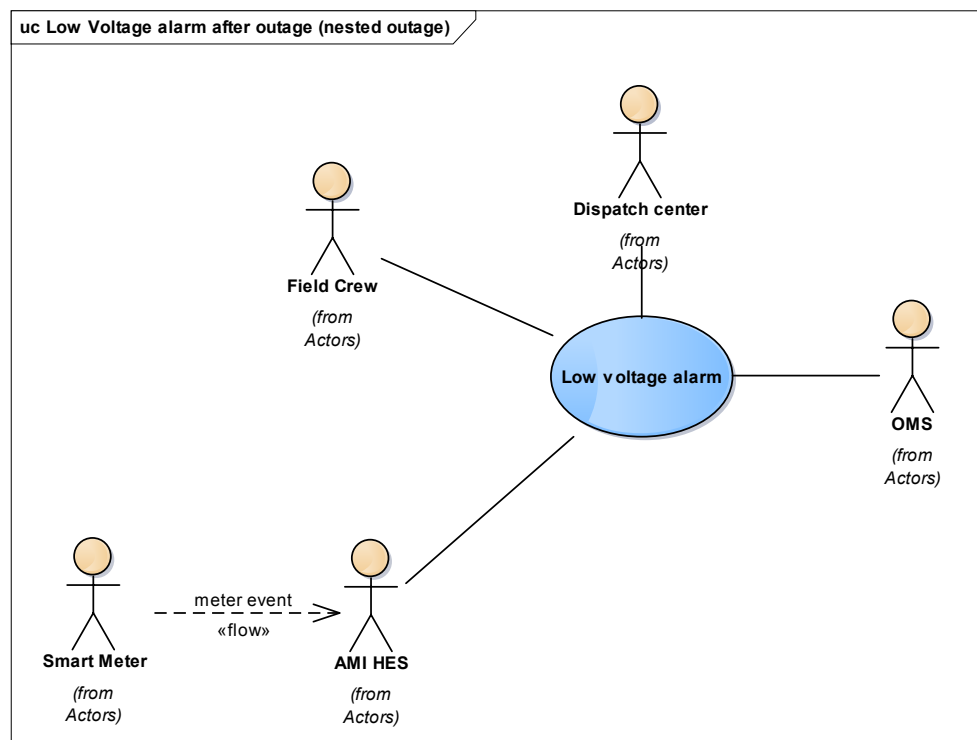 uc Low Voltage alarm after outage (nested outage)
Dispatch center
(from
Actors)
Field Crew
(from
Actors)
Low voltage alarm
OMS
(from
Actors)
meter event
«flow»
Smart Meter
(from
Actors)
AMI HES
(from
Actors)